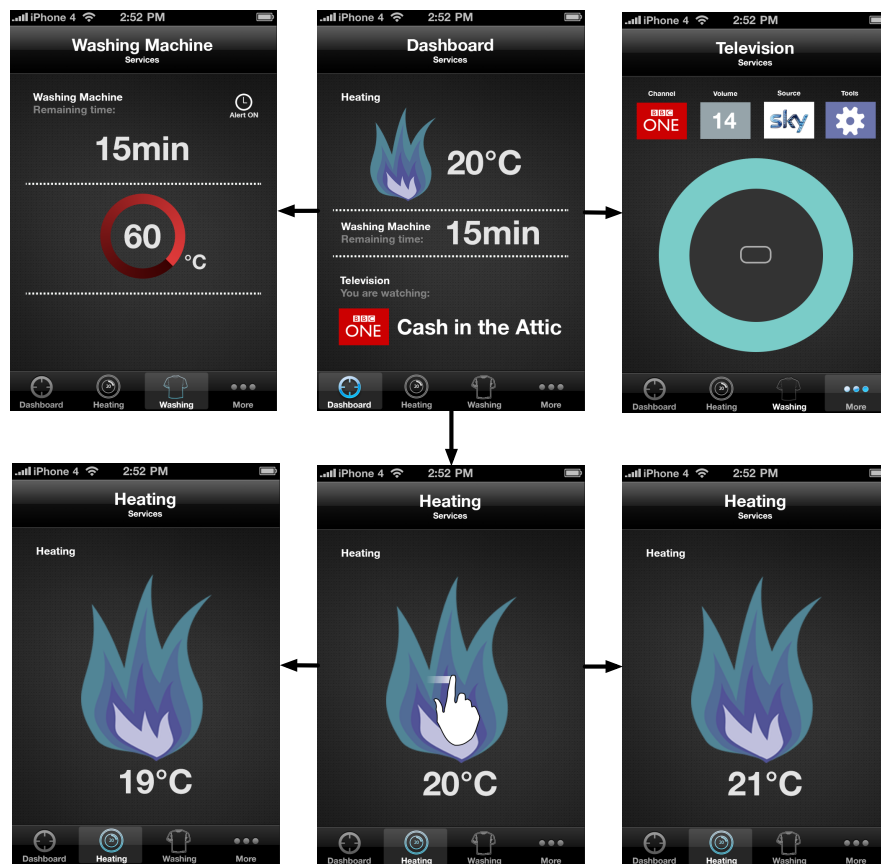 iPhone 4 2:52 PM
Washing Machine
Services
Washing Machine
Remaining time:
Alert ON
15min
60
°C
Dashboard Heating Washing More
iPhone 4 2:52 PM
Dashboard
Services
Heating
20°C
Washing Machine
Remaining time:
15min
Television
You are watching:
BBC
ONE
Cash in the Attic
Dashboard Heating Washing More
iPhone 4 2:52 PM
Television
Services
Channel Volume Source Tools
BBC
ONE
14
sky
Dashboard Heating Washing More
iPhone 4 2:52 PM
Heating
Services
Heating
19°C
Dashboard Heating Washing More
iPhone 4 2:52 PM
Heating
Services
Heating
20°C
Dashboard Heating Washing More
iPhone 4 2:52 PM
Heating
Services
Heating
21°C
Dashboard Heating Washing More